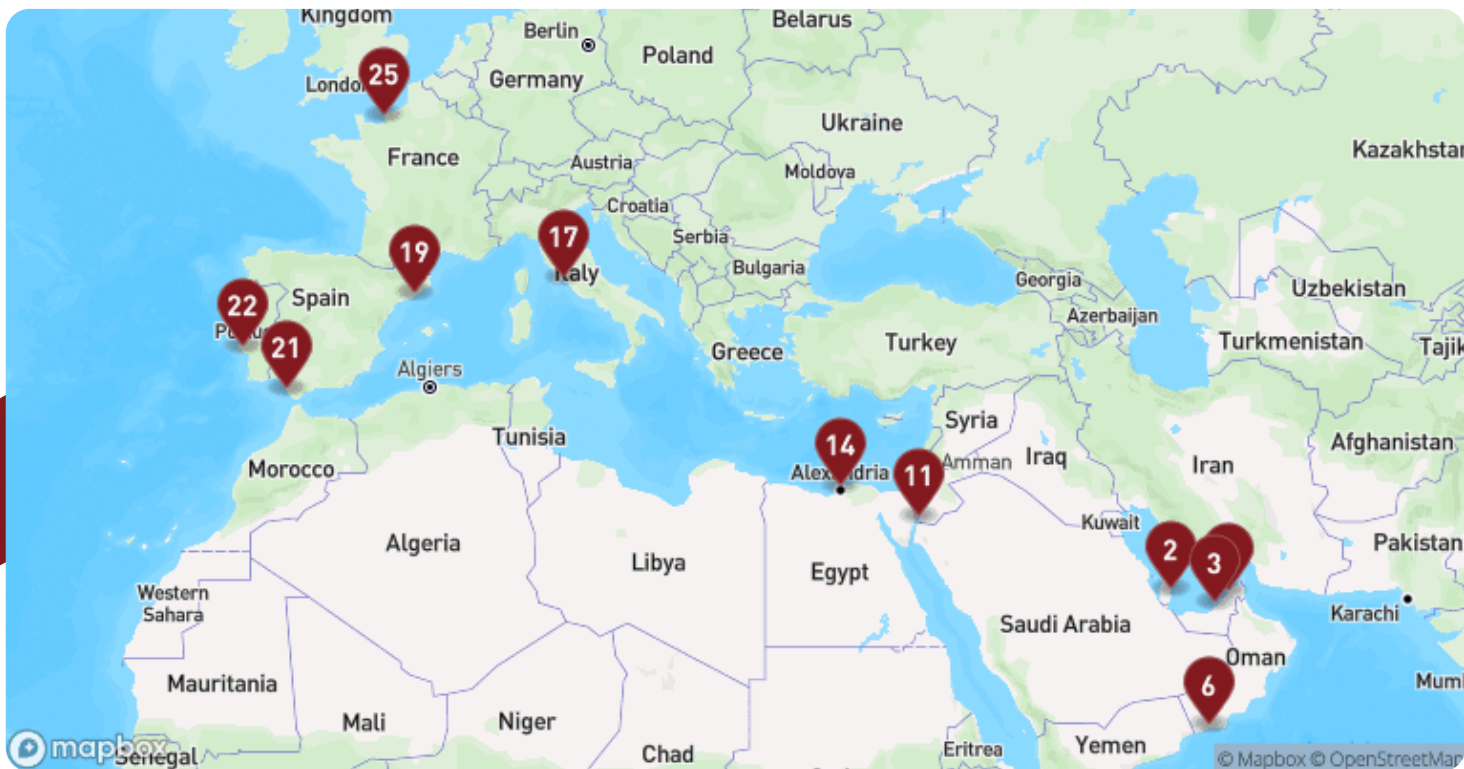 Kingdom
Belarus
Berlin
Poland
Germany
25
London
Ukraine
Kazakhstan
France
Austria
Moldova
Croatia
17
19
Serbia
Bulgaria
Italy
Georgia
Uzbekistan
22
Spain
Azerbaijan
21
Greece
Turkey
Turkmenistan
Tajik
Algiers
Syria
Tunisia
14
Afghanistan
Morocco
Alexandria
11
Amman
Iraq
Iran
Kuwait
Algeria
Libya
Egypt
2
3
Pakistan
Western
Sahara
Karachi
Saudi Arabia
Oman
Mauritania
6
Mum
Mali
Niger
Chad
Eritrea
Yemen
mapbox
Senegal
© Mapbox © OpenStreetMap